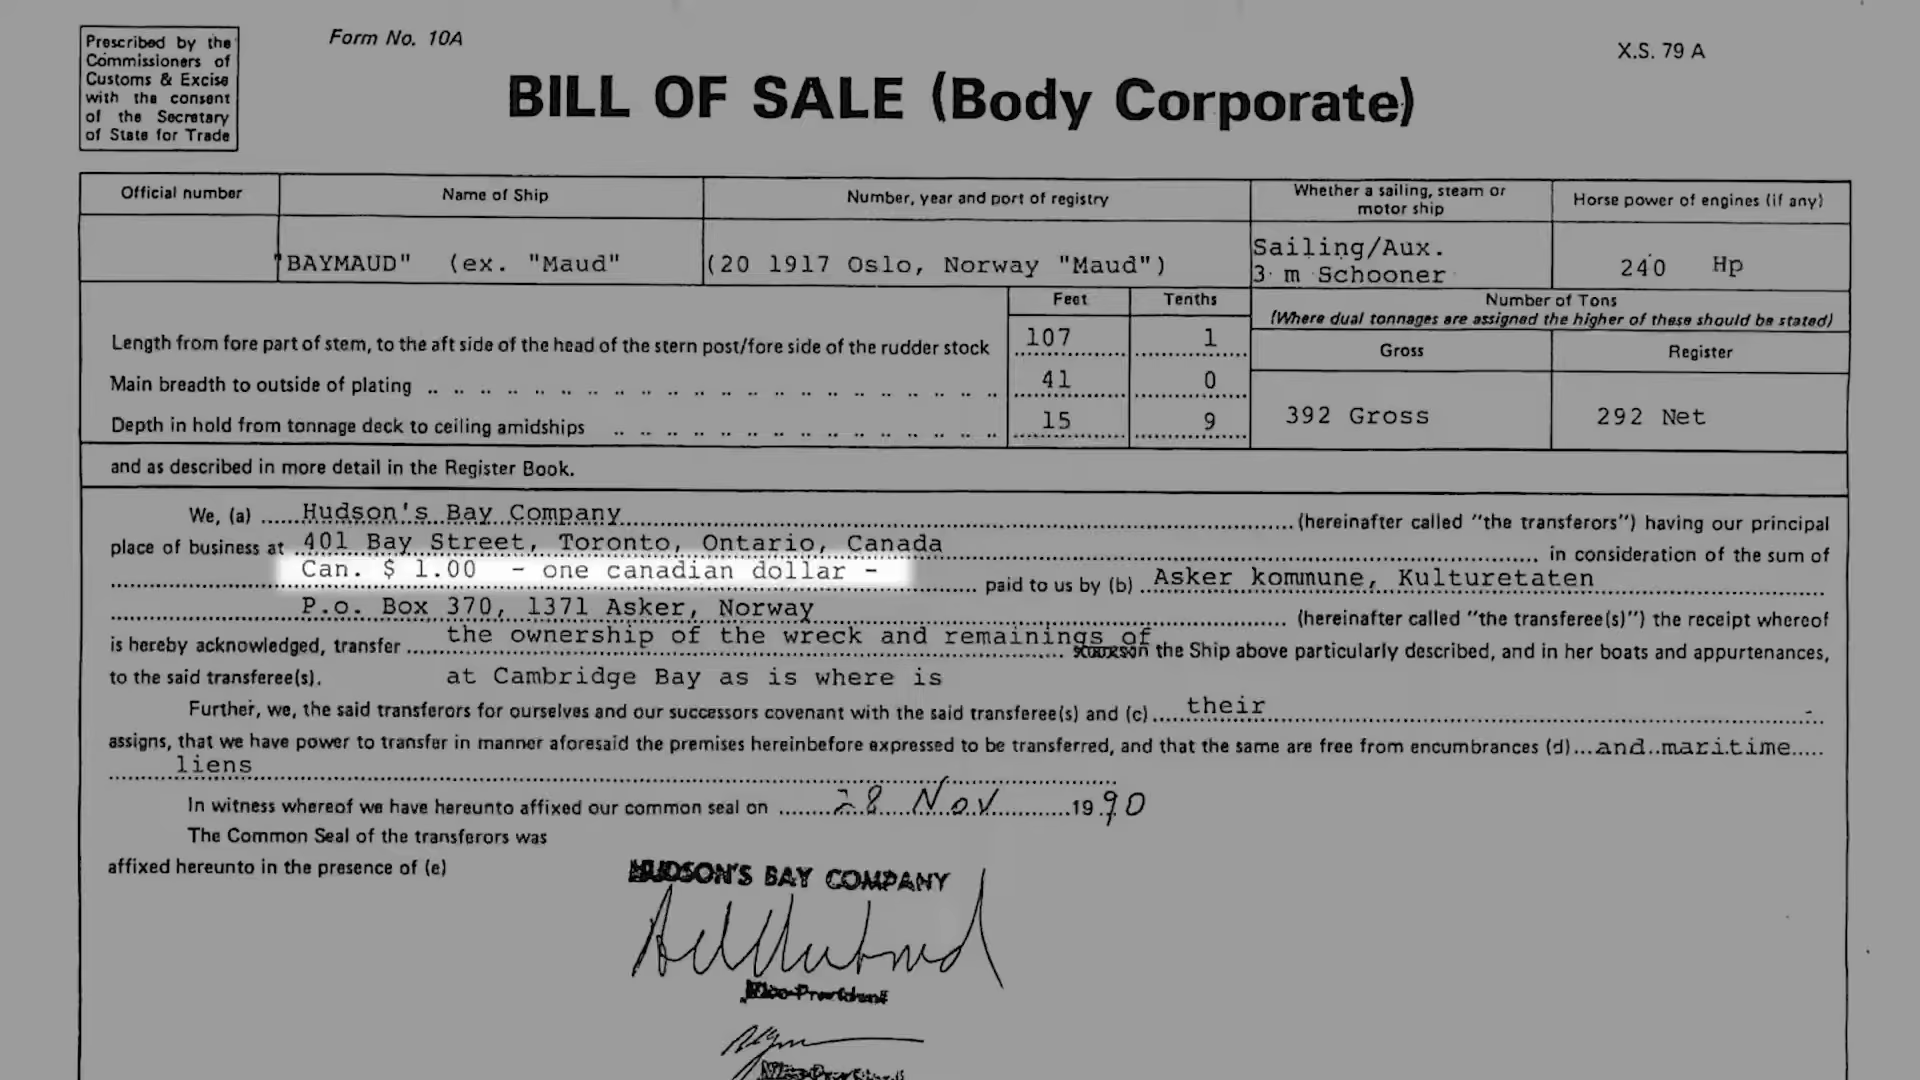 Prescribed by the
Commissioners of
Customs & Excise
with the consent
of the Secretary
of State for Trade
Form No. 10A
X.S. 79 A
BILL OF SALE (Body Corporate)
Official number
Name of Ship
Number, year and port of registry
Whether a sailing, steam or
motor ship
Horse power of engines (if any)
"BAYMAUD" (ex. "Maud"
(20 1917 Oslo, Norway "Maud")
Sailing/Aux.
3 m Schooner
240 Hp
Feet Tenths
Number of Tons
(Where dual tonnages are assigned the higher of these should be stated)
Gross
Register
Length from fore part of stem, to the aft side of the head of the stern post/fore side of the rudder stock 107 1
Main breadth to outside of plating 41 0
Depth in hold from tonnage deck to ceiling amidships 15 9
392 Gross
292 Net
and as described in more detail in the Register Book.
We, (a) Hudson's Bay Company (hereinafter called "the transferors") having our principal
place of business at 401 Bay Street, Toronto, Ontario, Canada in consideration of the sum of
Can. $ 1.00 - one canadian dollar - paid to us by (b) Asker kommune, Kulturetaten
P.o. Box 370, 1371 Asker, Norway (hereinafter called "the transferee(s)") the receipt whereof
is hereby acknowledged, transfer the ownership of the wreck and remainings of in the Ship above particularly described, and in her boats and appurtenances,
to the said transferee(s). at Cambridge Bay as is where is
Further, we, the said transferors for ourselves and our successors covenant with the said transferee(s) and (c) their
assigns, that we have power to transfer in manner aforesaid the premises hereinbefore expressed to be transferred, and that the same are free from encumbrances (d) and maritime
liens
In witness whereof we have hereunto affixed our common seal on 28 Nov 1990
The Common Seal of the transferors was
affixed hereunto in the presence of (e)
HUDSON'S BAY COMPANY
Vice-President